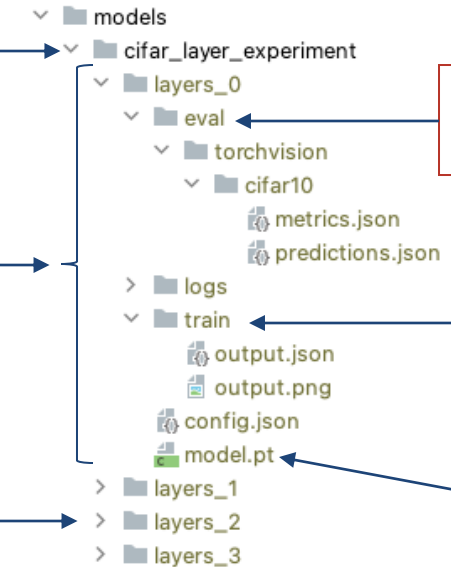 models
cifar_layer_experiment
layers_0
eval
torchvision
cifar10
metrics.json
predictions.json
logs
train
output.json
output.png
config.json
model.pt
layers_1
layers_2
layers_3